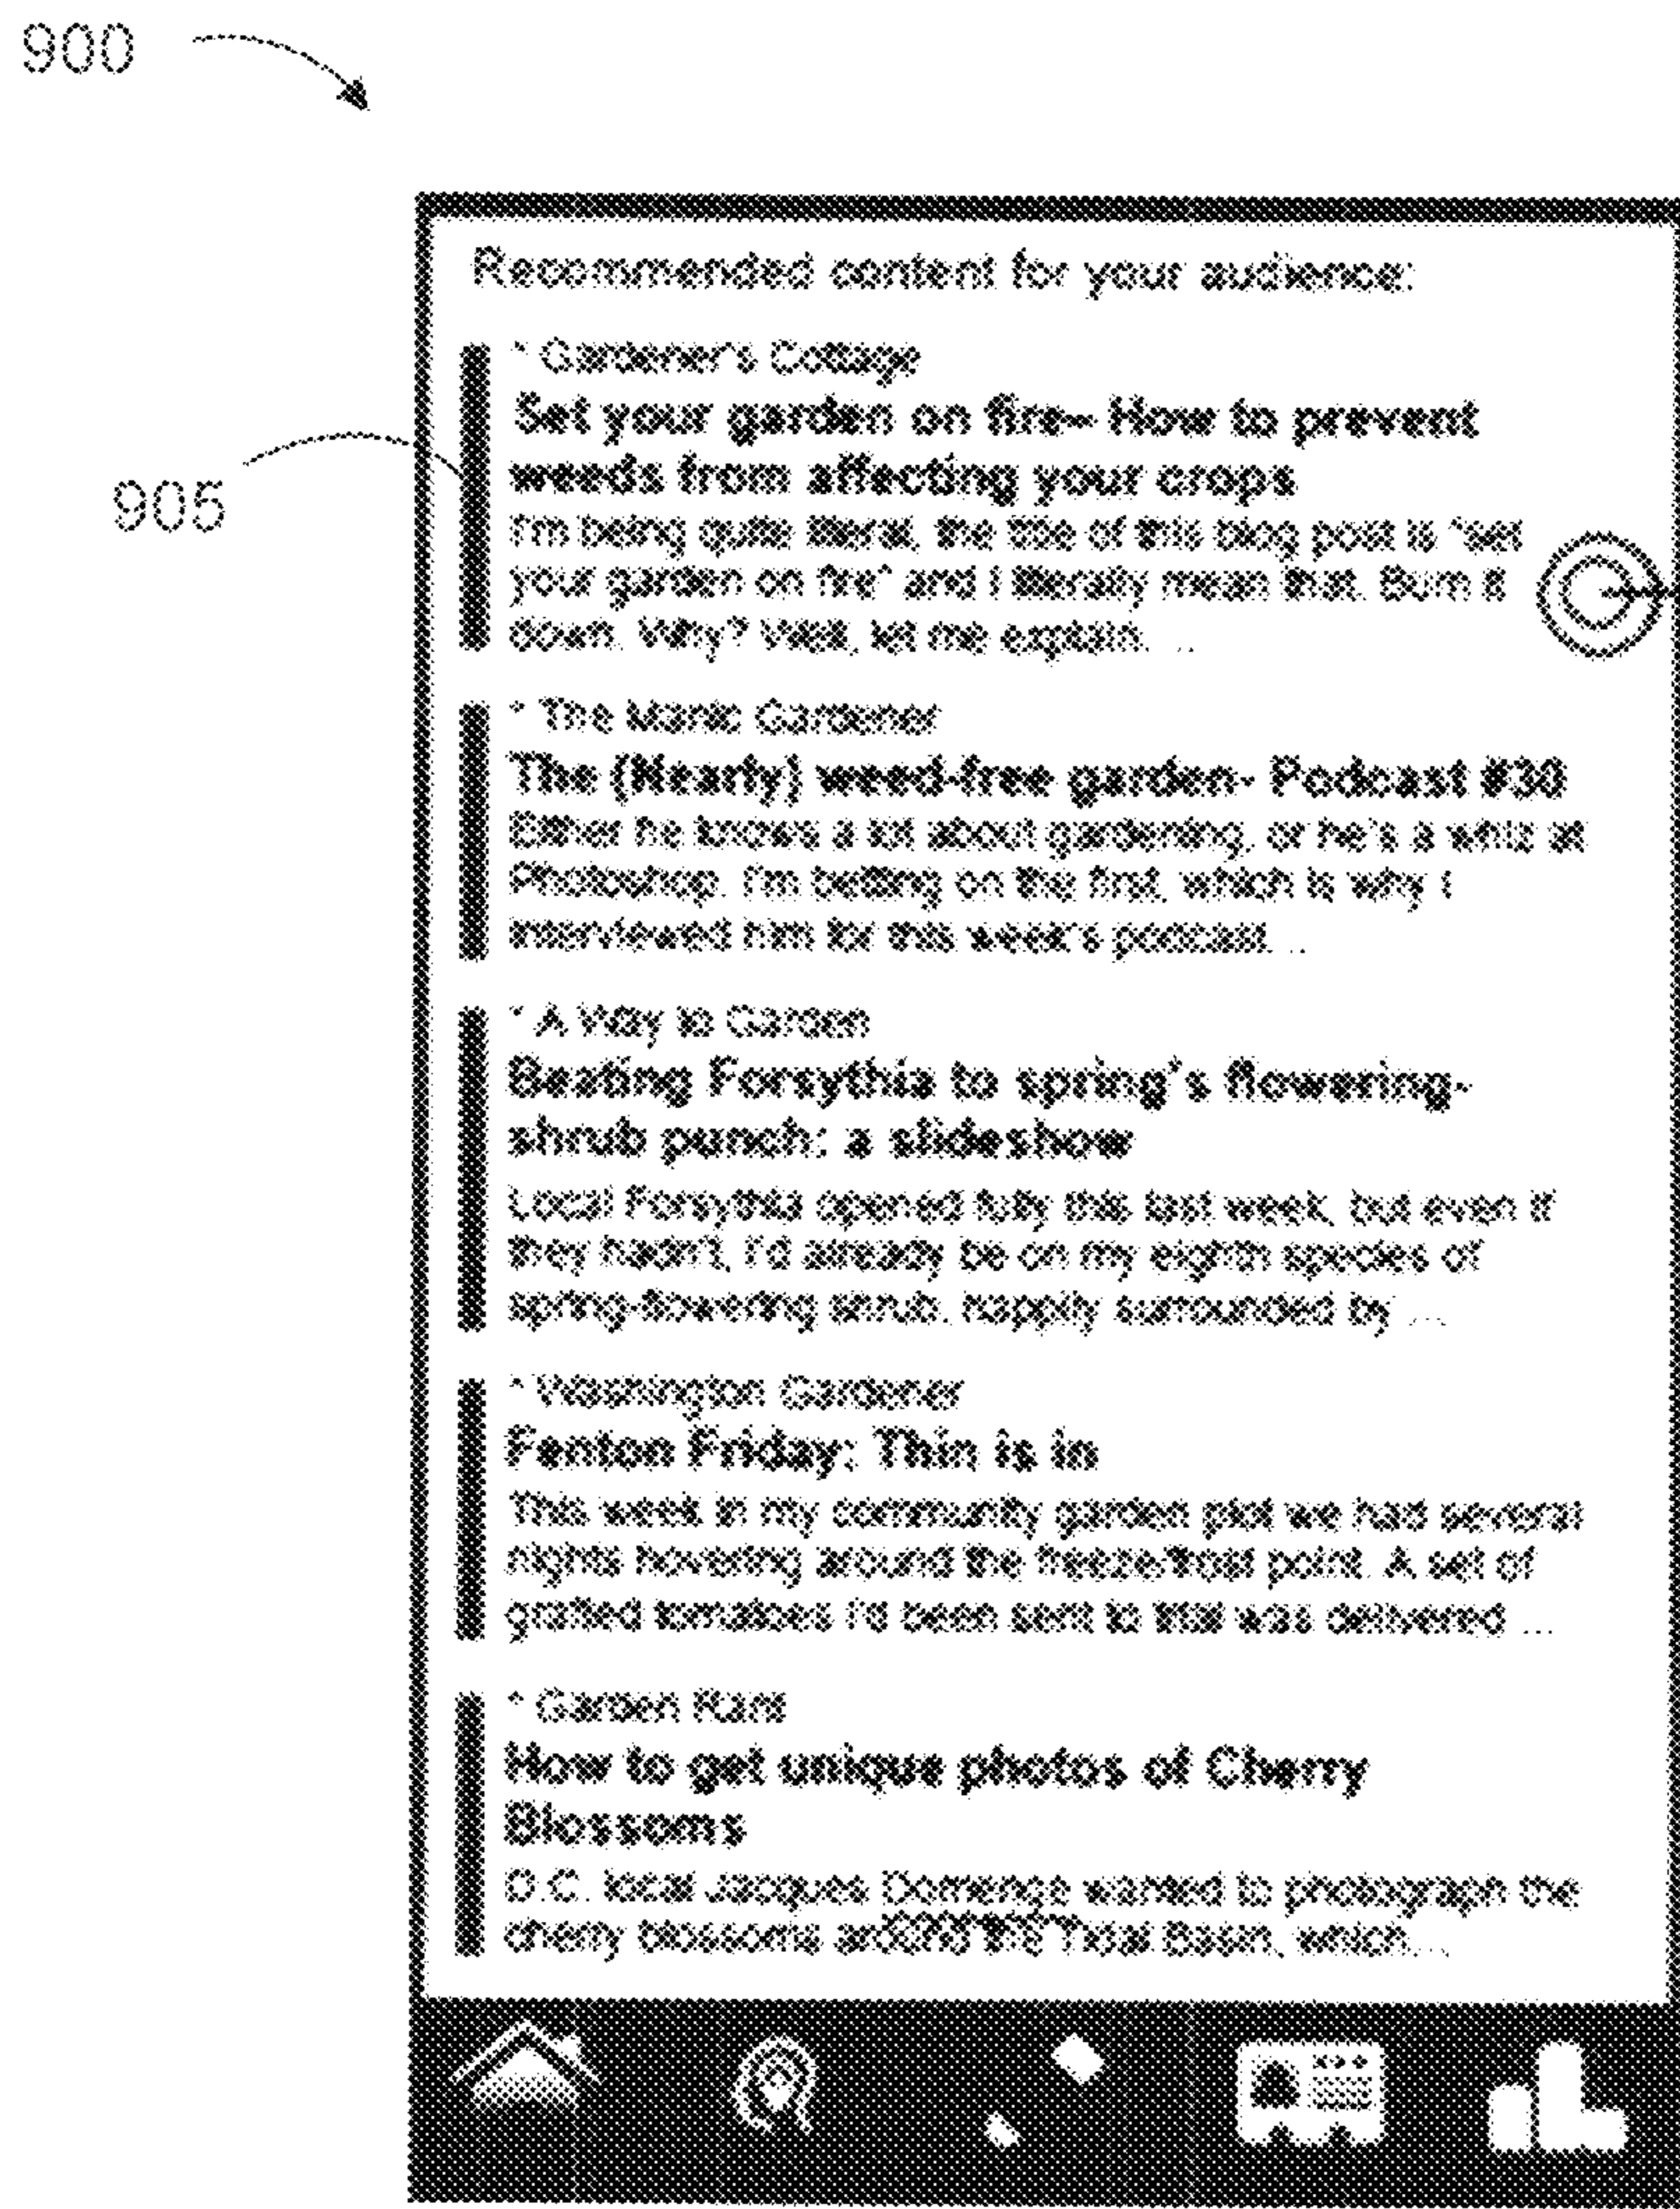 900
Recommended content for your audience:
* Gardener's Cottage
Set your garden on fire-- How to prevent
weeds from affecting your crops
905
I'm being quite literal, the title of this blog post is "set
your garden on fire" and I literally mean that. Burn it
down. Why? Well, let me explain. ..
* The Manic Gardener
The (Nearly) weed-free garden- Podcast #30
Either he knows a lot about gardening, or he's a whiz at
Photoshop. I'm betting on the first, which is why I
interviewed him for this week's podcast...
* A Way to Garden
Beating Forsythia to spring's flowering-
shrub punch: a slideshow
Local Forsythia opened fully this last week, but even if
they hadn't, I'd already be on my eighth species of
spring-flowering shrub, happily surrounded by ...
* Washington Gardener
Fenton Friday: Thin is in
This week in my community garden plot we had several
nights hovering around the freeze/frost point. A set of
grafted tomatoes I'd been sent to trial was delivered ...
* Garden Rant
How to get unique photos of Cherry
Blossoms
D.C. local Jacques Domenge wanted to photograph the
cherry blossoms around the Tidal Basin, which...